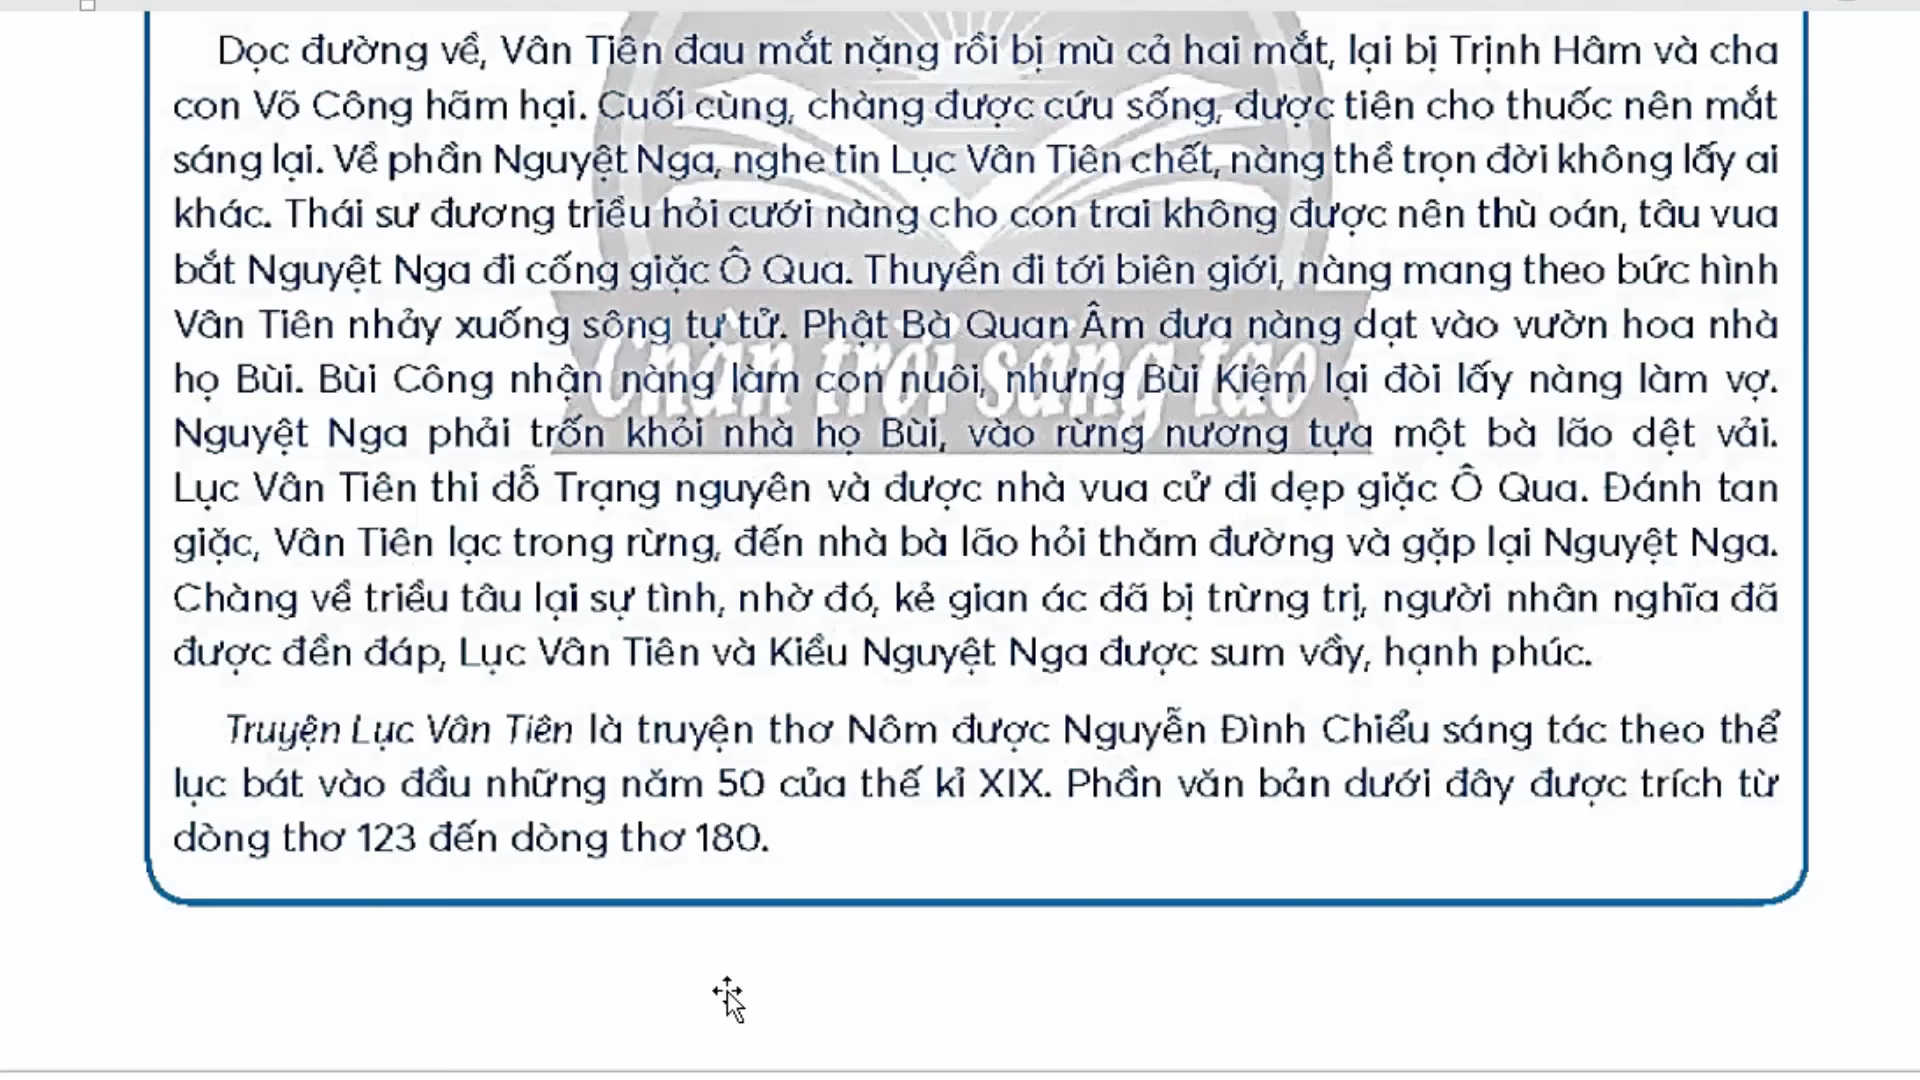 Dọc đường về, Vân Tiên đau mắt nặng rồi bị mù cả hai mắt, lại bị Trịnh Hâm và cha
con Võ Công hãm hại. Cuối cùng, chàng được cứu sống, được tiên cho thuốc nên mắt
sáng lại. Về phần Nguyệt Nga, nghe tin Lục Vân Tiên chết, nàng thề trọn đời không lấy ai
khác. Thái sư đương triều hỏi cưới nàng cho con trai không được nên thù oán, tâu vua
bắt Nguyệt Nga đi cống giặc Ô Qua. Thuyền đi tới biên giới, nàng mang theo bức hình
Vân Tiên nhảy xuống sông tự tử. Phật Bà Quan Âm đưa nàng dạt vào vườn hoa nhà
họ Bùi. Bùi Công nhận nàng làm con nuôi, nhưng Bùi Kiệm lại đòi lấy nàng làm vợ.
Chân trời sáng tạo
Nguyệt Nga phải trốn khỏi nhà họ Bùi, vào rừng nương tựa một bà lão dệt vải.
Lục Vân Tiên thi đỗ Trạng nguyên và được nhà vua cử đi dẹp giặc Ô Qua. Đánh tan
giặc, Vân Tiên lạc trong rừng, đến nhà bà lão hỏi thăm đường và gặp lại Nguyệt Nga.
Chàng về triều tâu lại sự tình, nhờ đó, kẻ gian ác đã bị trừng trị, người nhân nghĩa đã
được đền đáp, Lục Vân Tiên và Kiều Nguyệt Nga được sum vầy, hạnh phúc.
Truyện Lục Vân Tiên là truyện thơ Nôm được Nguyễn Đình Chiểu sáng tác theo thể
lục bát vào đầu những năm 50 của thế kỉ XIX. Phần văn bản dưới đây được trích từ
dòng thơ 123 đến dòng thơ 180.